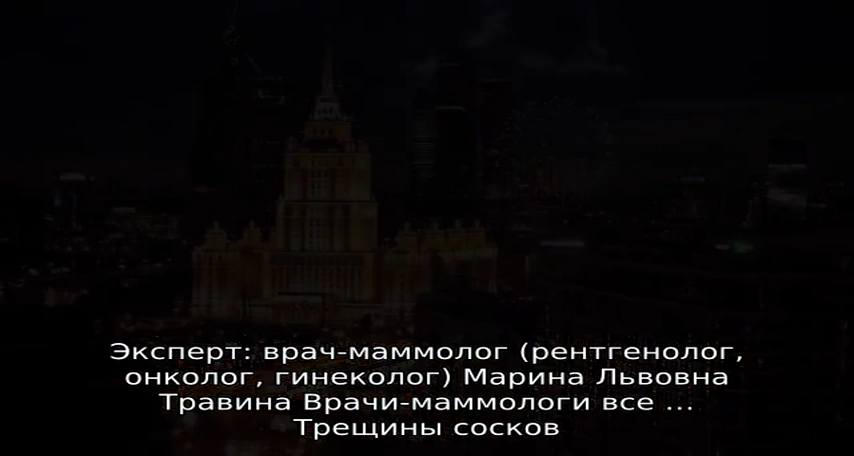 Эксперт: врач-маммолог (рентгенолог,
онколог, гинеколог) Марина Львовна
Травина Врачи-маммологи все ...
Трещины сосков